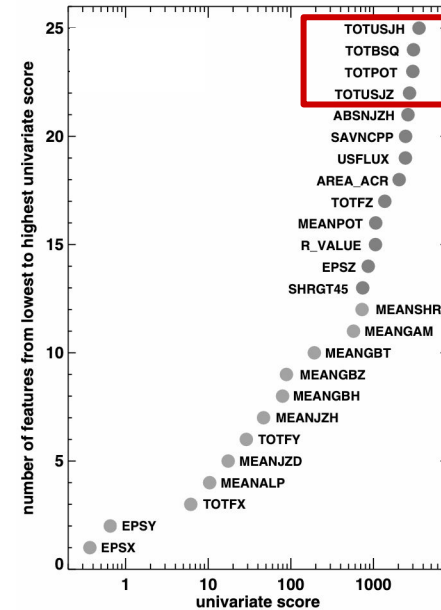 number of features from lowest to highest univariate score
25
TOTUSJH
TOTBSQ
TOTPOT
TOTUSJZ
ABSNJZH
20
SAVNCPP
USFLUX
AREA_ACR
TOTFZ
MEANPOT
15
R_VALUE
EPSZ
SHRGT45
MEANSHR
MEANGAM
10
MEANGBT
MEANGBZ
MEANGBH
MEANJZH
TOTFY
5
MEANJZD
MEANALP
TOTFX
EPSY
EPSX
0
1 10 100 1000
univariate score